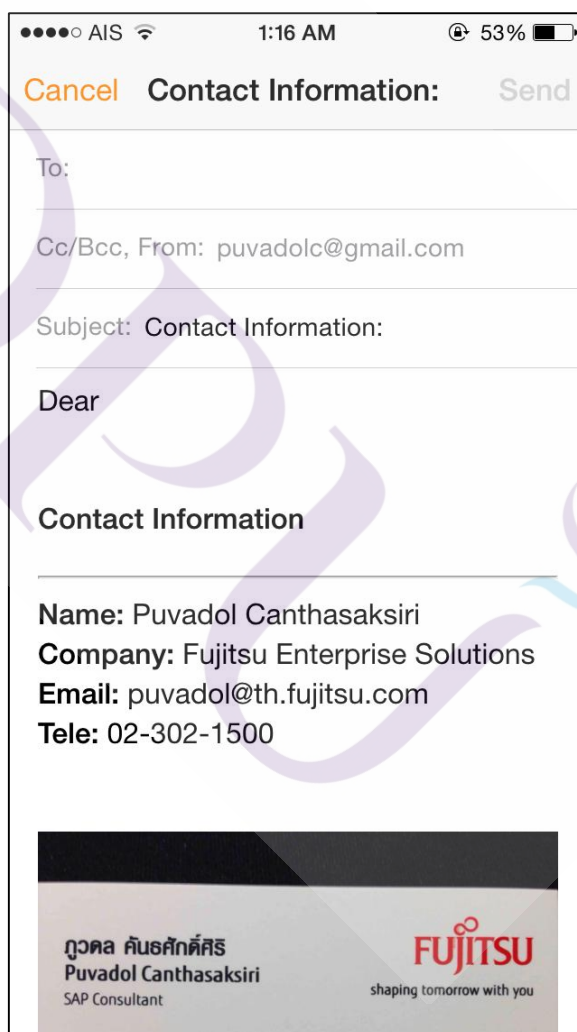 ●●●●○ AIS 1:16 AM 53%
Cancel Contact Information: Send
To:
Cc/Bcc, From: puvadolc@gmail.com
Subject: Contact Information:
Dear
Contact Information
Name: Puvadol Canthasaksiri
Company: Fujitsu Enterprise Solutions
Email: puvadol@th.fujitsu.com
Tele: 02-302-1500
ภูวดล คันธศักดิ์ศิริ
Puvadol Canthasaksiri
SAP Consultant
FUJITSU
shaping tomorrow with you
DPU